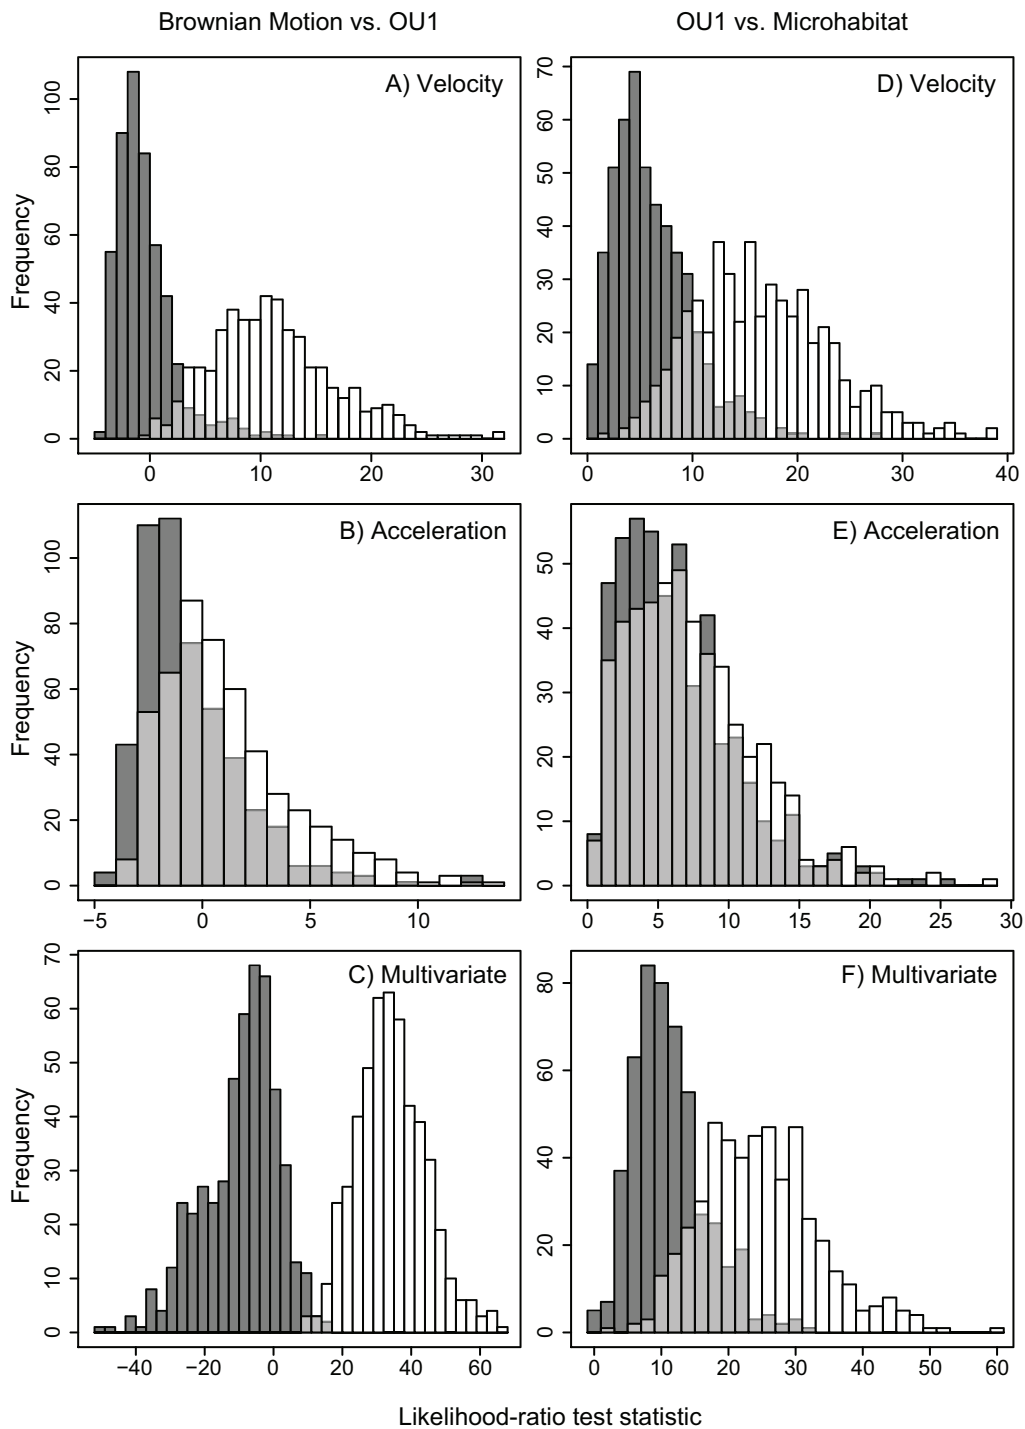 Brownian Motion vs. OU1
OU1 vs. Microhabitat
A) Velocity
Frequency
0 20 40 60 80 100
0 10 20 30
D) Velocity
0 10 20 30 40 50 60 70
0 10 20 30 40
B) Acceleration
Frequency
0 20 40 60 80 100
−5 0 5 10
E) Acceleration
0 10 20 30 40 50
0 5 10 15 20 25 30
C) Multivariate
Frequency
0 10 20 30 40 50 60 70
−40 −20 0 20 40 60
F) Multivariate
0 20 40 60 80
0 10 20 30 40 50 60
Likelihood-ratio test statistic